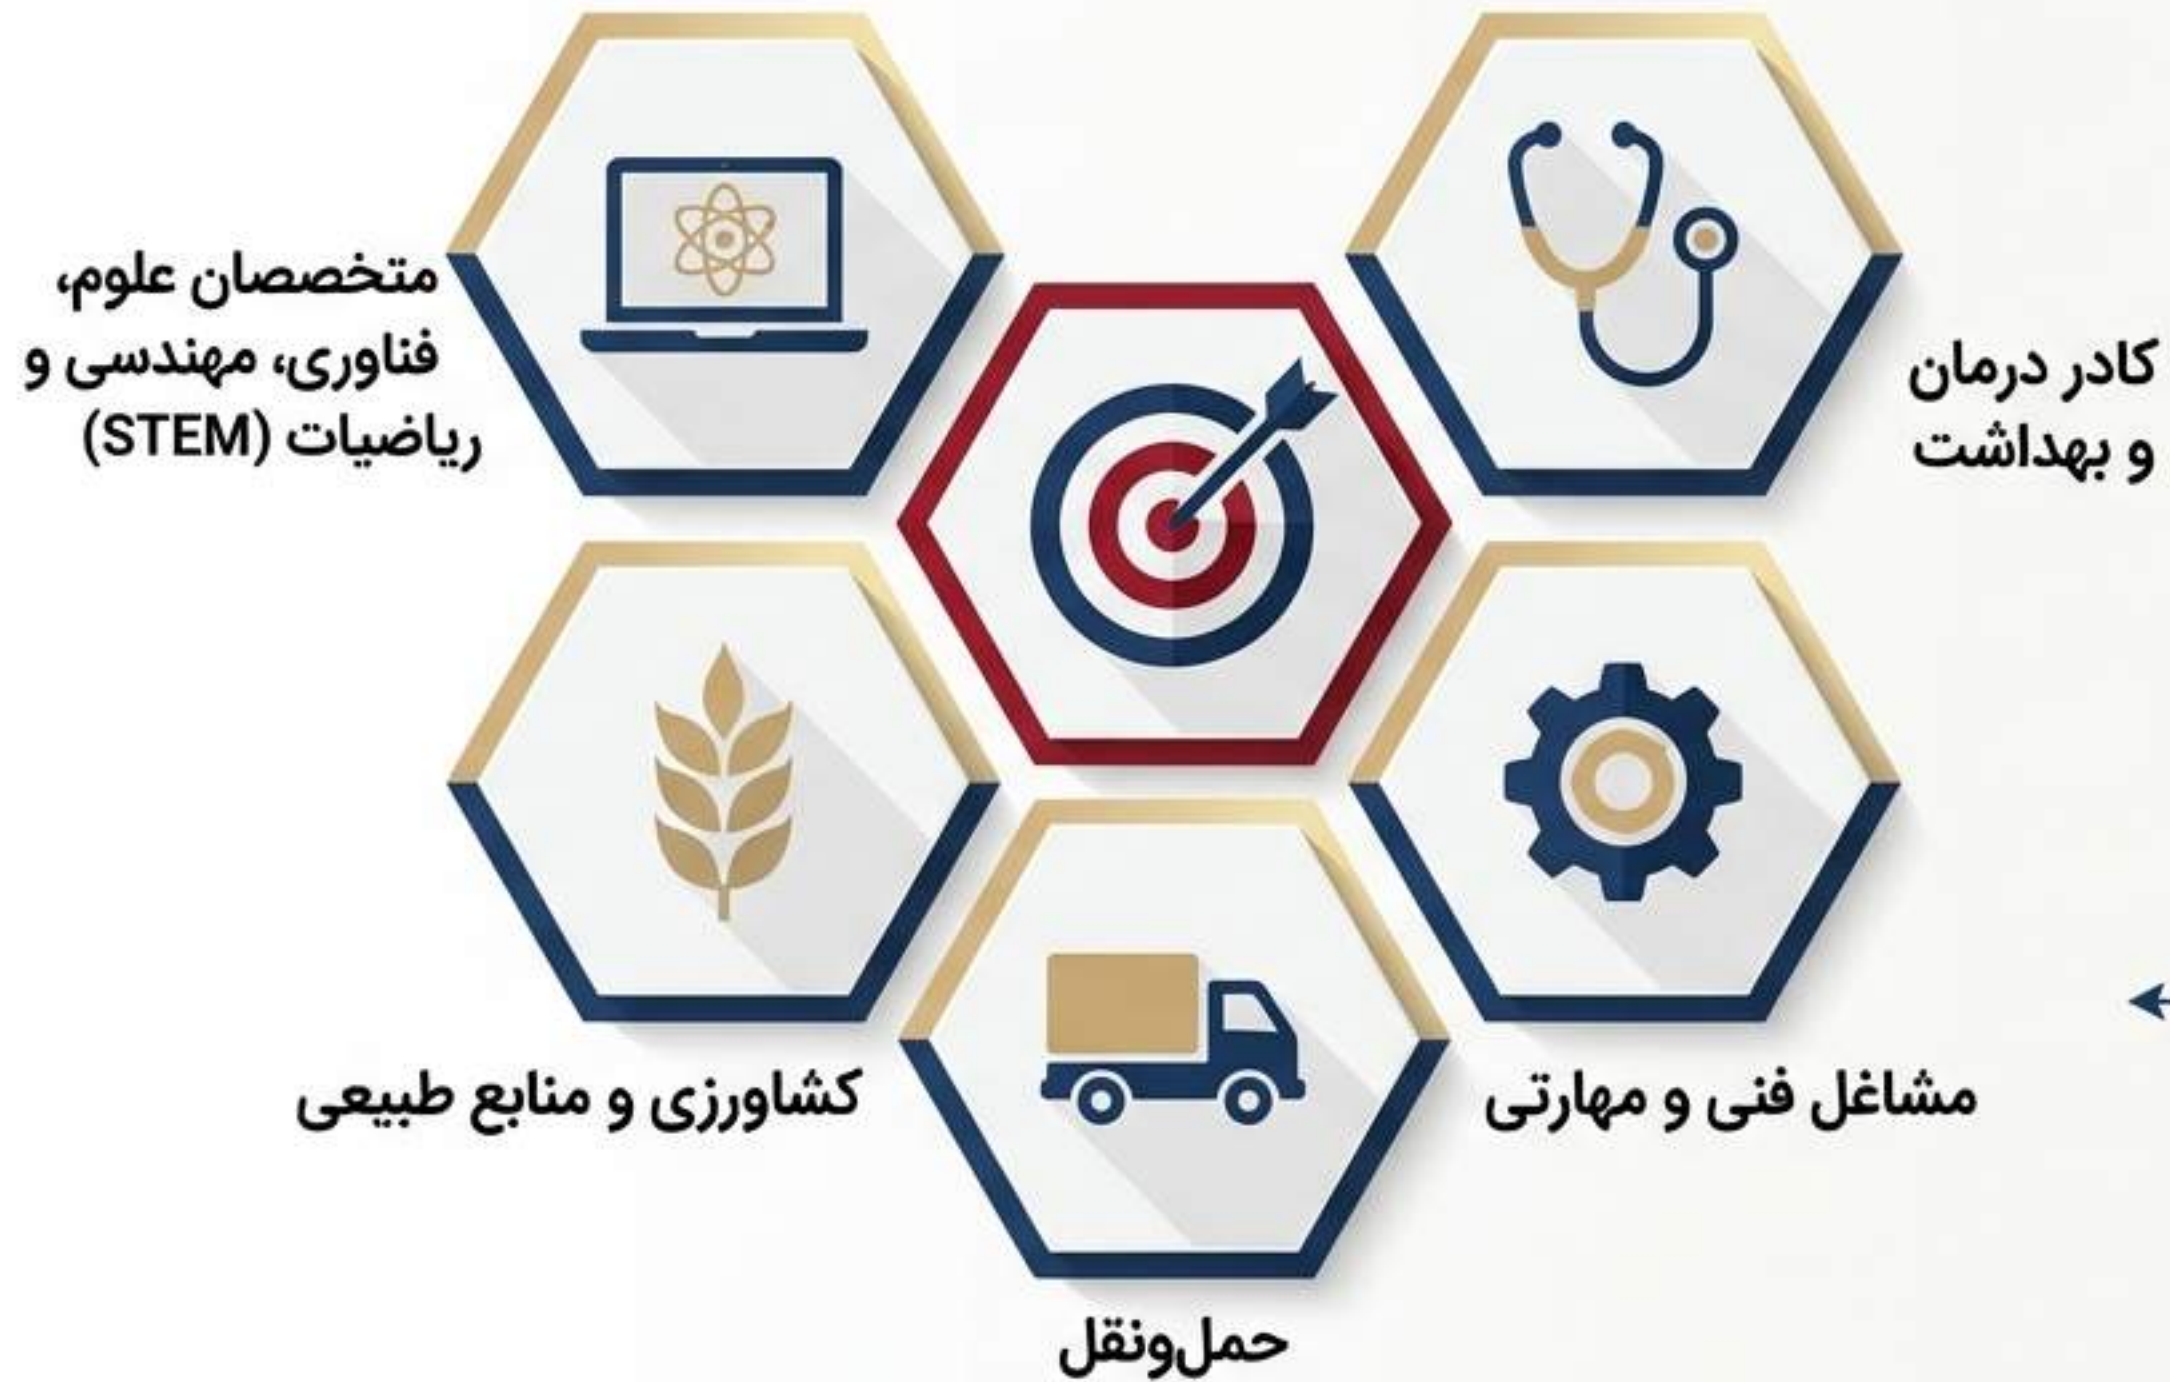 کادر درمان
و بهداشت
متخصصان علوم،
فناوری، مهندسی و
ریاضیات (STEM)
مشاغل فنی و مهارتی
کشاورزی و منابع طبیعی
حمل‌ونقل